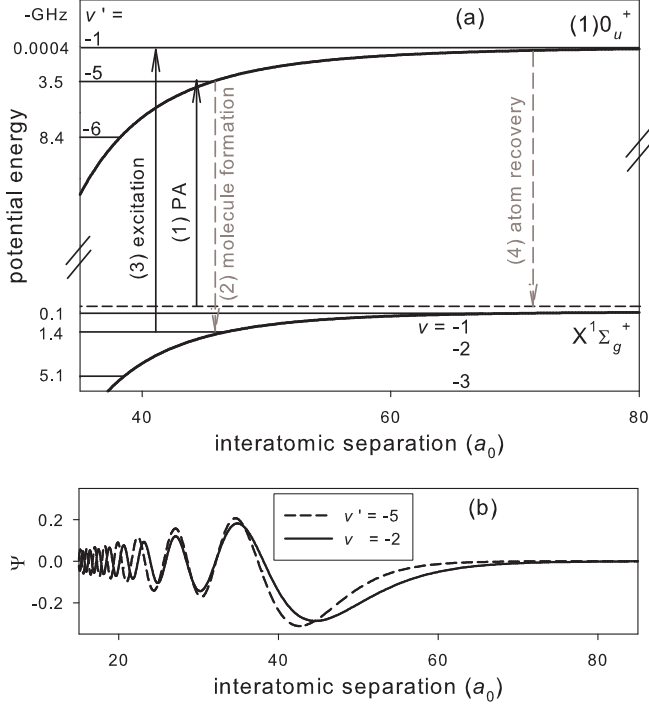 -GHz
v ' =
(a)
(1)0u+
0.0004
-1
3.5
-5
8.4
-6
potential energy
(3) excitation
(1) PA
(2) molecule formation
(4) atom recovery
0.1
v = -1
X1Σg+
1.4
-2
5.1
-3
40
60
80
interatomic separation (a0)
(b)
v ' = -5
v = -2
0.2
0.0
-0.2
Ψ
20
40
60
80
interatomic separation (a0)